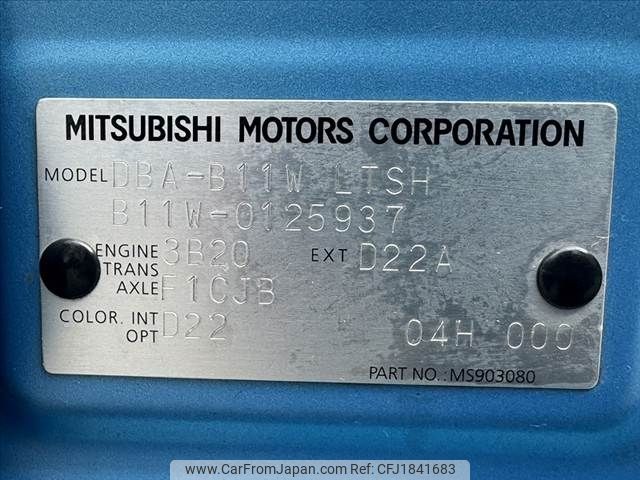 MITSUBISHI MOTORS CORPORATION
MODEL DBA-B11W LTSH
B11W-0125937
ENGINE 3B20 EXT D22A
TRANS AXLE F1CJB
COLOR. INT OPT D22 04H 000
PART NO.: MS903080
www.CarFromJapan.com - CFJ1841683